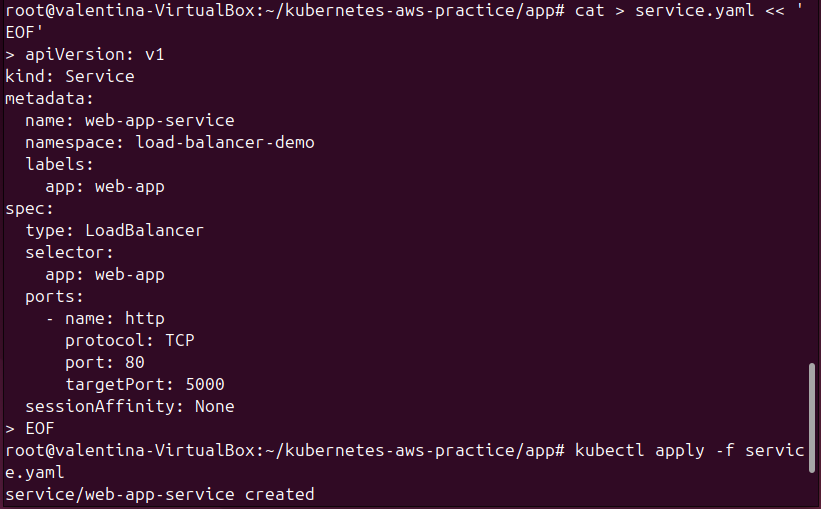 root@valentina-VirtualBox:~/kubernetes-aws-practice/app# cat > service.yaml << '
EOF'
> apiVersion: v1
kind: Service
metadata:
  name: web-app-service
  namespace: load-balancer-demo
  labels:
    app: web-app
spec:
  type: LoadBalancer
  selector:
    app: web-app
  ports:
    - name: http
      protocol: TCP
      port: 80
      targetPort: 5000
  sessionAffinity: None
> EOF
root@valentina-VirtualBox:~/kubernetes-aws-practice/app# kubectl apply -f servic
e.yaml
service/web-app-service created